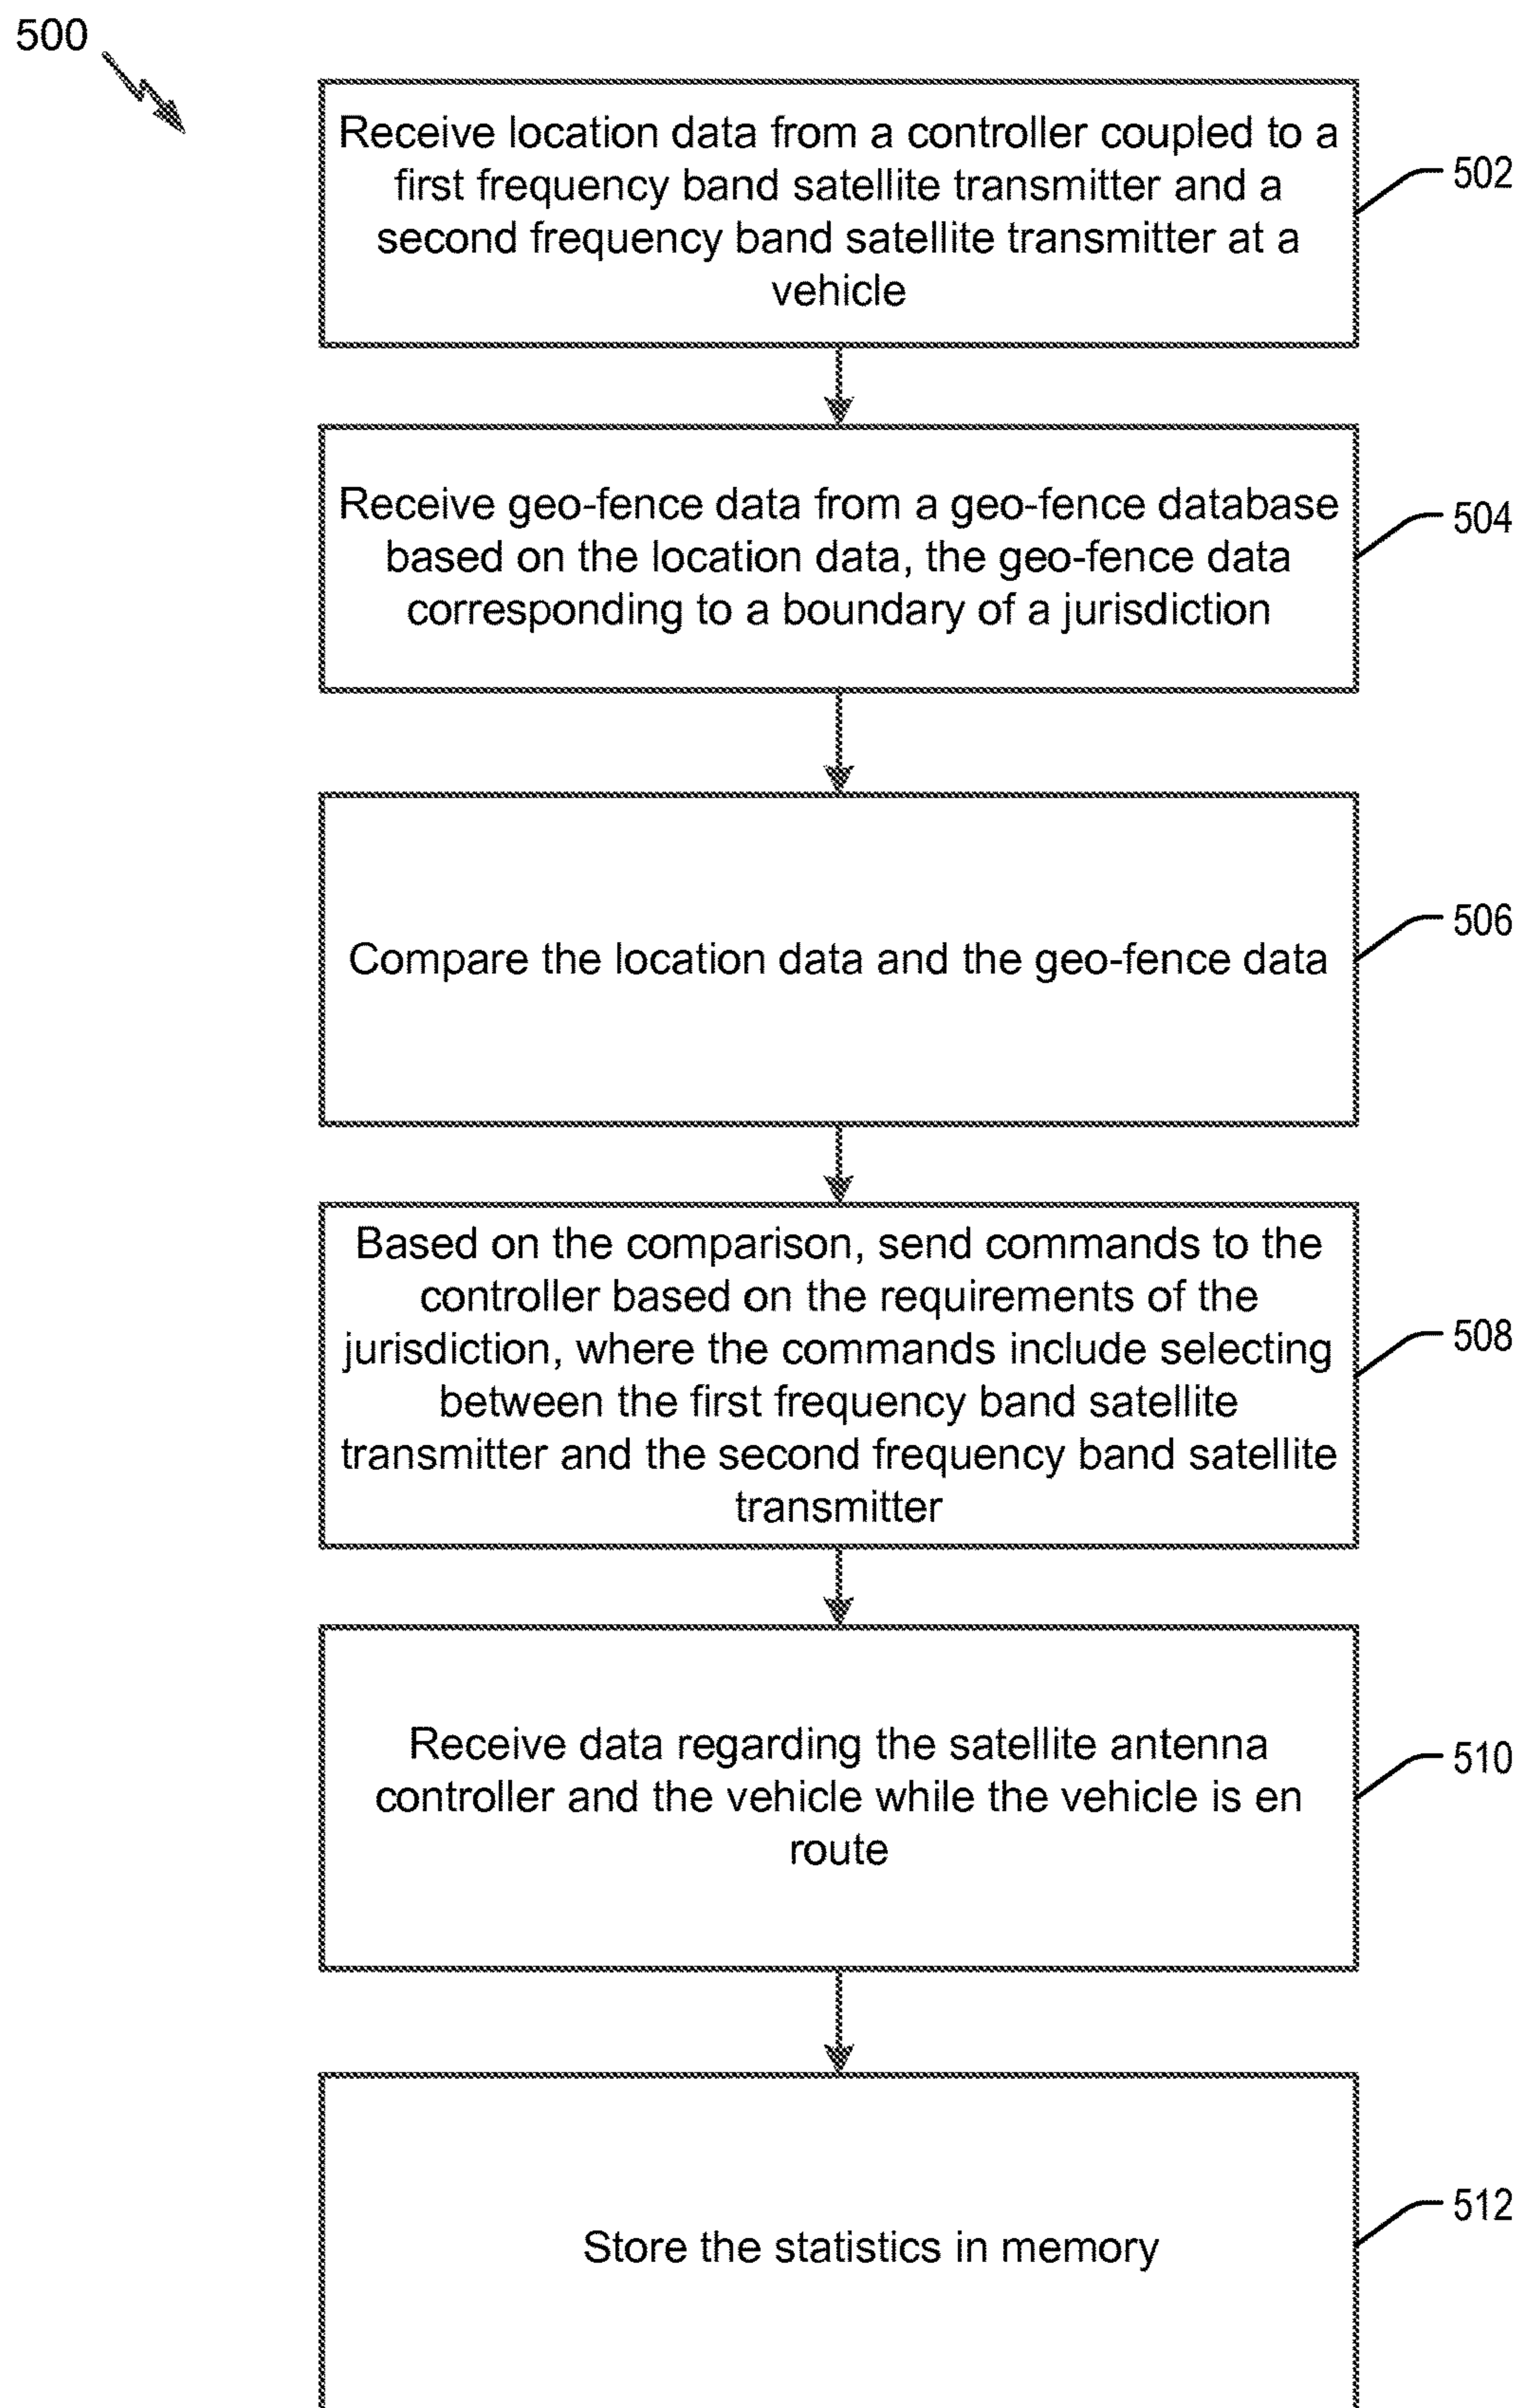 500
Receive location data from a controller coupled to a
first frequency band satellite transmitter and a
second frequency band satellite transmitter at a
vehicle
502
Receive geo-fence data from a geo-fence database
based on the location data, the geo-fence data
corresponding to a boundary of a jurisdiction
504
Compare the location data and the geo-fence data
506
Based on the comparison, send commands to the
controller based on the requirements of the
jurisdiction, where the commands include selecting
between the first frequency band satellite
transmitter and the second frequency band satellite
transmitter
508
Receive data regarding the satellite antenna
controller and the vehicle while the vehicle is en
route
510
Store the statistics in memory
512